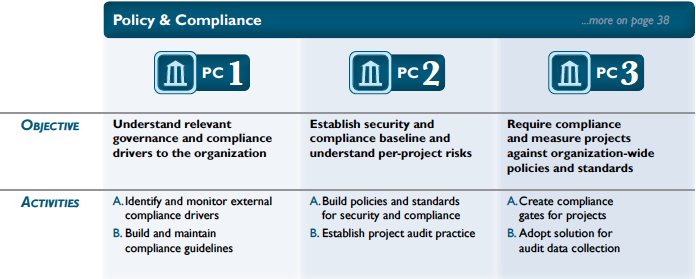 Policy & Compliance ...more on page 38
PC 1 PC 2 PC 3
OBJECTIVE
Understand relevant
governance and compliance
drivers to the organization
Establish security and
compliance baseline and
understand per-project risks
Require compliance
and measure projects
against organization-wide
policies and standards
ACTIVITIES
A. Identify and monitor external
compliance drivers
B. Build and maintain
compliance guidelines
A. Build policies and standards
for security and compliance
B. Establish project audit practice
A. Create compliance
gates for projects
B. Adopt solution for
audit data collection